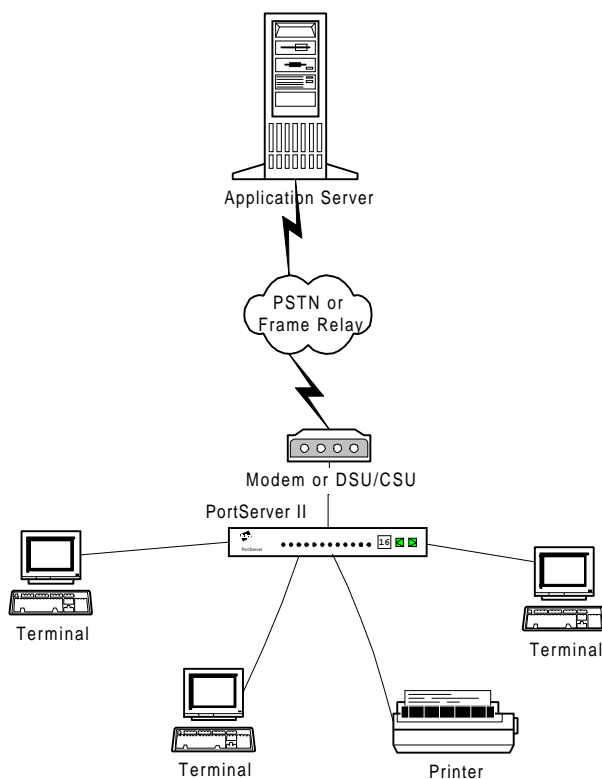 Application Server
PSTN or
Frame Relay
Modem or DSU/CSU
PortServer II
PortServer
16
Terminal
Terminal
Terminal
Printer